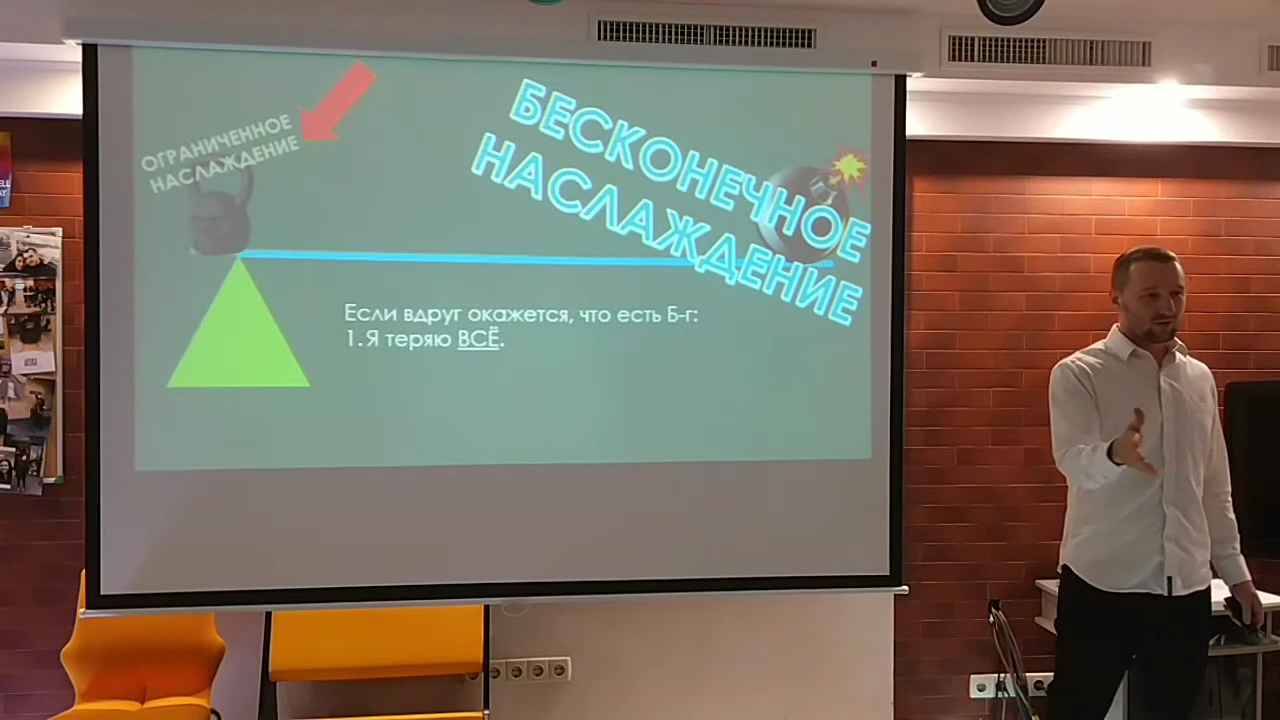 ОГРАНИЧЕННОЕ
НАСЛАЖДЕНИЕ
БЕСКОНЕЧНОЕ
НАСЛАЖДЕНИЕ
Если вдруг окажется, что есть Б-г:
1.Я теряю ВСЁ.